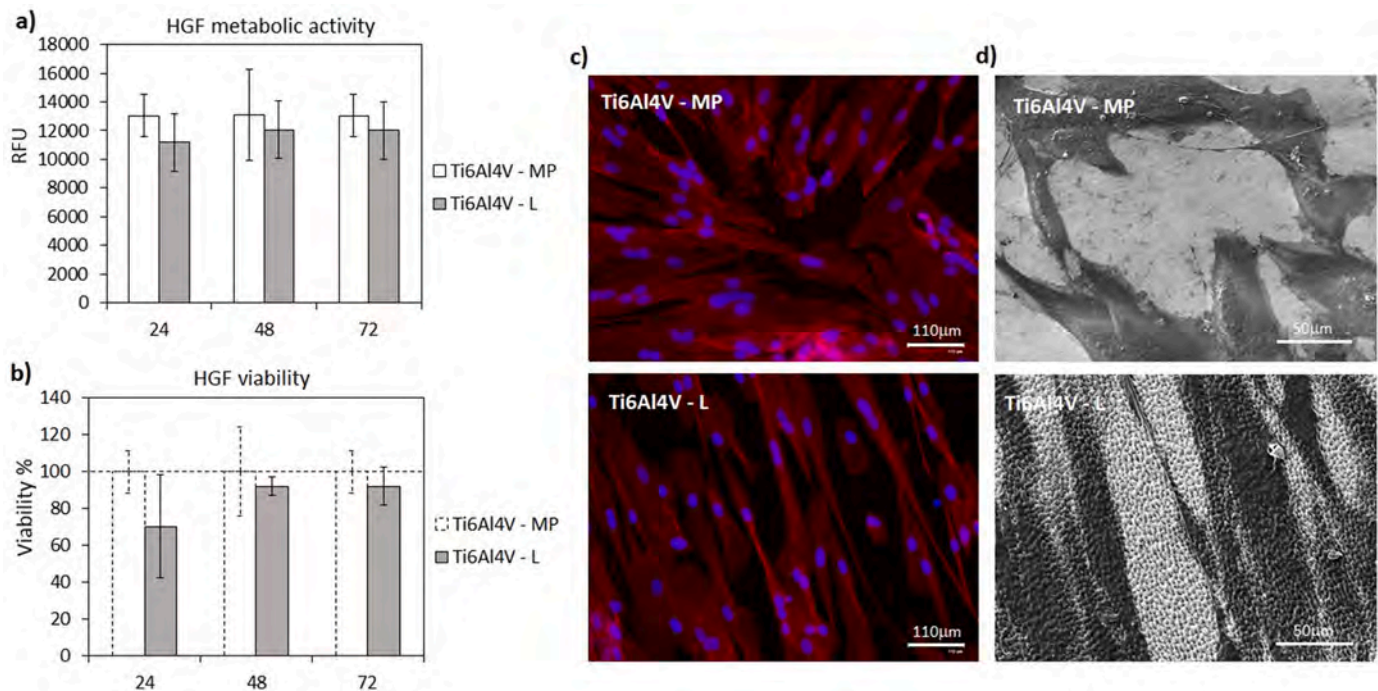 a)
HGF metabolic activity
18000
16000
14000
12000
10000
8000
6000
4000
2000
0
RFU
24 48 72
Ti6Al4V - MP
Ti6Al4V - L
b)
HGF viability
140
120
100
80
60
40
20
0
Viability %
24 48 72
Ti6Al4V - MP
Ti6Al4V - L
c)
Ti6Al4V - MP
110μm
Ti6Al4V - L
110μm
d)
Ti6Al4V - MP
50μm
Ti6Al4V - L
50μm